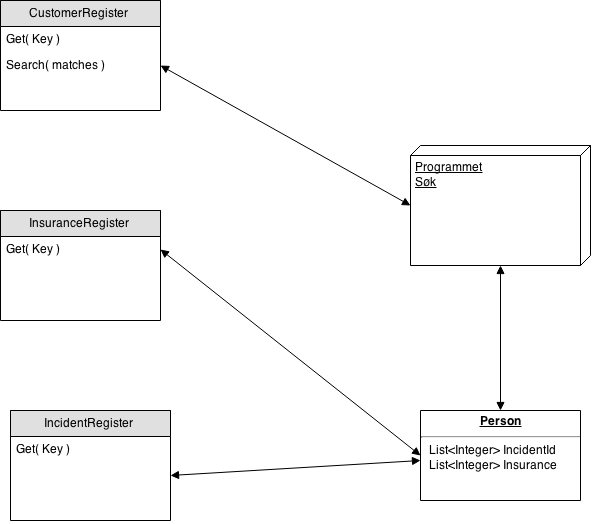 CustomerRegister
Get( Key )
Search( matches )
Programmet
Søk
InsuranceRegister
Get( Key )
IncidentRegister
Get( Key )
Person
List<Integer> IncidentId
List<Integer> Insurance